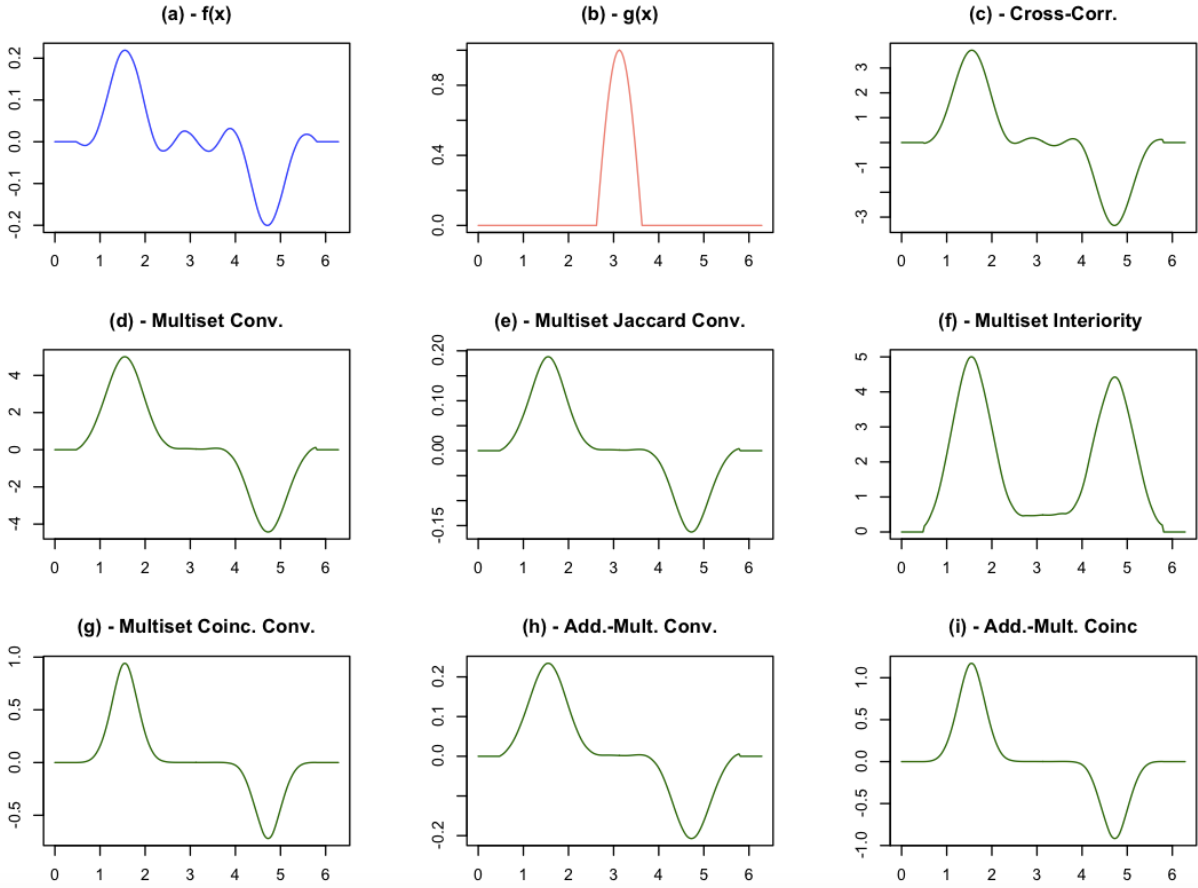 (a) - f(x)
(b) - g(x)
(c) - Cross-Corr.
0.2
0.1
0.0
-0.1
-0.2
0 1 2 3 4 5 6
0.8
0.4
0.0
0 1 2 3 4 5 6
3
2
1
-1
-3
0 1 2 3 4 5 6
(d) - Multiset Conv.
(e) - Multiset Jaccard Conv.
(f) - Multiset Interiority
4
2
0
-2
-4
0 1 2 3 4 5 6
0.20
0.10
0.00
-0.15
0 1 2 3 4 5 6
5
4
3
2
1
0
0 1 2 3 4 5 6
(g) - Multiset Coinc. Conv.
(h) - Add.-Mult. Conv.
(i) - Add.-Mult. Coinc
1.0
0.5
0.0
-0.5
0 1 2 3 4 5 6
0.2
0.1
0.0
-0.2
0 1 2 3 4 5 6
1.0
0.5
0.0
-0.5
-1.0
0 1 2 3 4 5 6